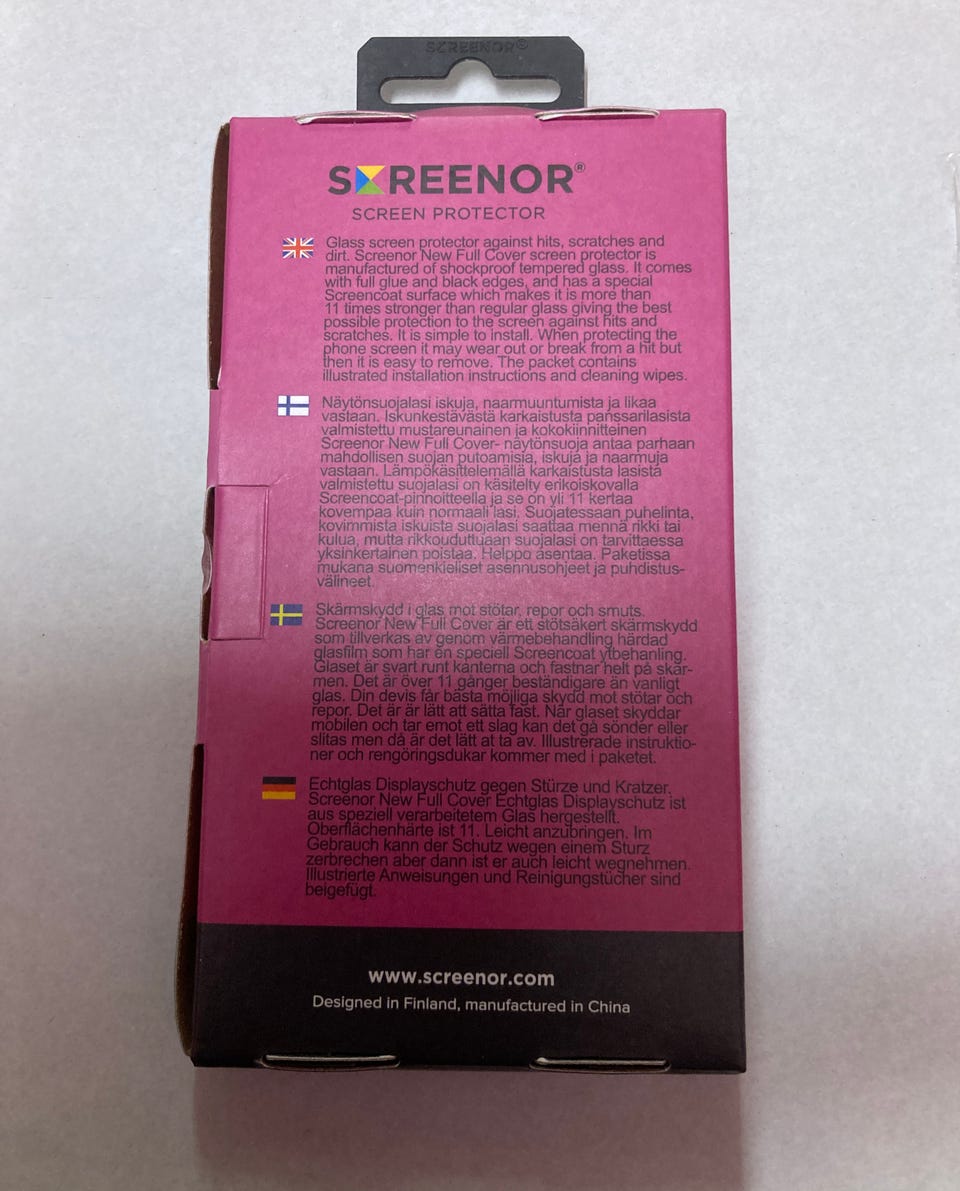 SCREENOR®
SCREENOR®
SCREEN PROTECTOR
Glass screen protector against hits, scratches and
dirt. Screenor New Full Cover screen protector is
manufactured of shockproof tempered glass. It comes
with full glue and black edges, and has a special
Screencoat surface which makes it is more than
11 times stronger than regular glass giving the best
possible protection to the screen against hits and
scratches. It is simple to install. When protecting the
phone screen it may wear out or break from a hit but
then it is easy to remove. The packet contains
illustrated installation instructions and cleaning wipes.
Näytönsuojalasi iskuja, naarmuuntumista ja likaa
vastaan. Iskunkestävästä karkaistusta panssarilasista
valmistettu mustareunainen ja kokokiinnitteinen
Screenor New Full Cover- näytönsuoja antaa parhaan
mahdollisen suojan putoamisia, iskuja ja naarmuja
vastaan. Lämpökäsittelemällä karkaistusta lasista
valmistettu suojalasi on käsitelty erikoiskovalla
Screencoat-pinnoitteella ja se on yli 11 kertaa
kovempaa kuin normaali lasi. Suojatessaan puhelinta,
kovimmista iskuista suojalasi saattaa mennä rikki tai
kulua, mutta rikkouduttuaan suojalasi on tarvittaessa
yksinkertainen poistaa. Helppo asentaa. Paketissa
mukana suomenkieliset asennusohjeet ja puhdistus-
välineet.
Skärmskydd i glas mot stötar, repor och smuts.
Screenor New Full Cover är ett stötsäkert skärmskydd
som tillverkas av genom värmebehandling härdad
glasfilm som har en speciell Screencoat ytbehanling.
Glaset är svart runt kanterna och fastnar helt på skär-
men. Det är över 11 gånger beständigare än vanligt
glas. Din devis får bästa möjliga skydd mot stötar och
repor. Det är är lätt att sätta fast. När glaset skyddar
mobilen och tar emot ett slag kan det gå sönder eller
slitas men då är det lätt at ta av. Illustrerade instruktio-
ner och rengöringsdukar kommer med i paketet.
Echtglas Displayschutz gegen Stürze und Kratzer.
Screenor New Full Cover Echtglas Displayschutz ist
aus speziell verarbeitetem Glas hergestellt.
Oberflächenhärte ist 11. Leicht anzubringen. Im
Gebrauch kann der Schutz wegen einem Sturz
zerbrechen aber dann ist er auch leicht wegnehmen.
Illustrierte Anweisungen und Reinigungstücher sind
beigefügt.
www.screenor.com
Designed in Finland, manufactured in China